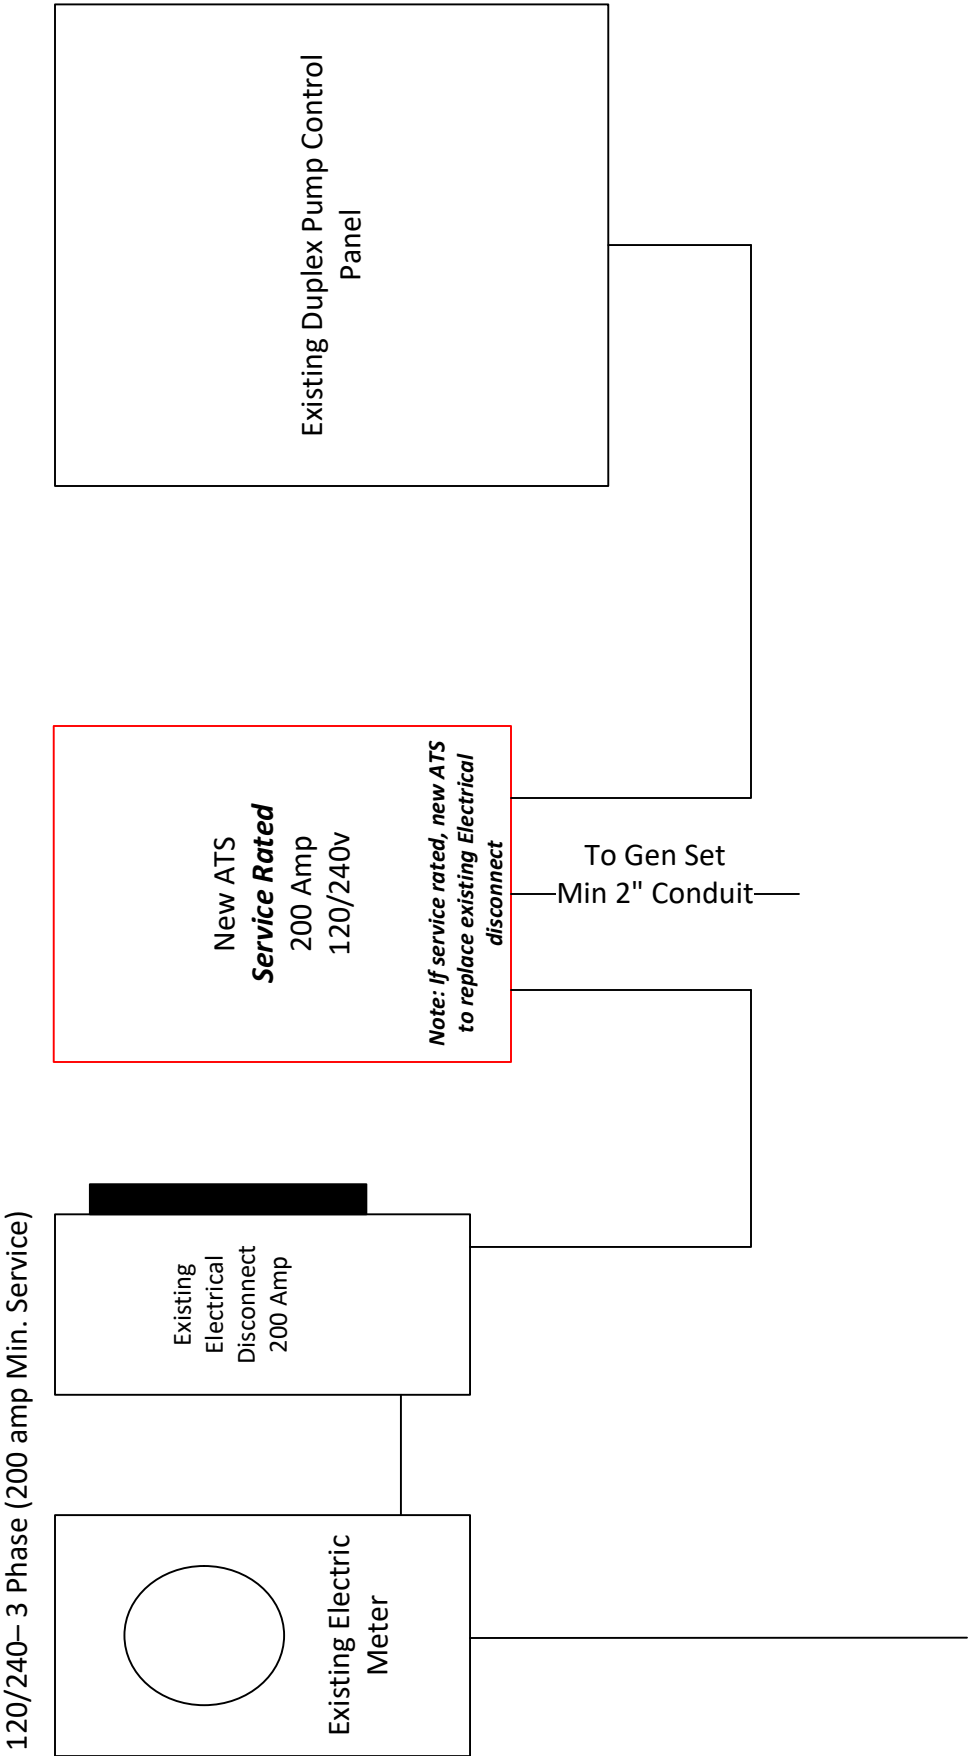 120/240– 3 Phase (200 amp Min. Service)
Existing Electric
Meter
Existing
Electrical
Disconnect
200 Amp
New ATS
Service Rated
200 Amp
120/240v
Note: If service rated, new ATS
to replace existing Electrical
disconnect
To Gen Set
Min 2" Conduit
Existing Duplex Pump Control
Panel